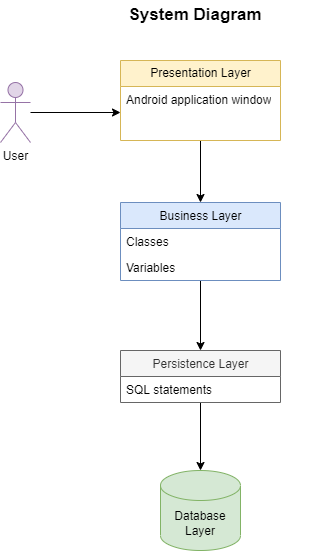 System Diagram
Presentation Layer
Android application window
User
Business Layer
Classes
Variables
Persistence Layer
SQL statements
Database
Layer